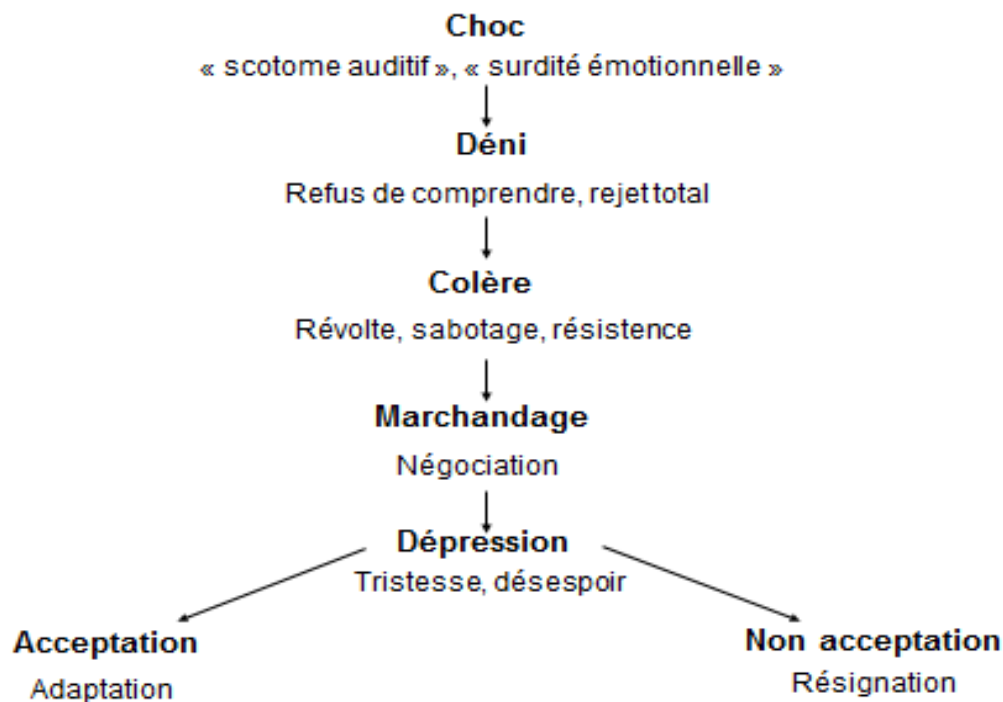 Choc
« scotome auditif », « surdité émotionnelle »
Déni
Refus de comprendre, rejet total
Colère
Révolte, sabotage, résistence
Marchandage
Négociation
Dépression
Tristesse, désespoir
Acceptation
Adaptation
Non acceptation
Résignation